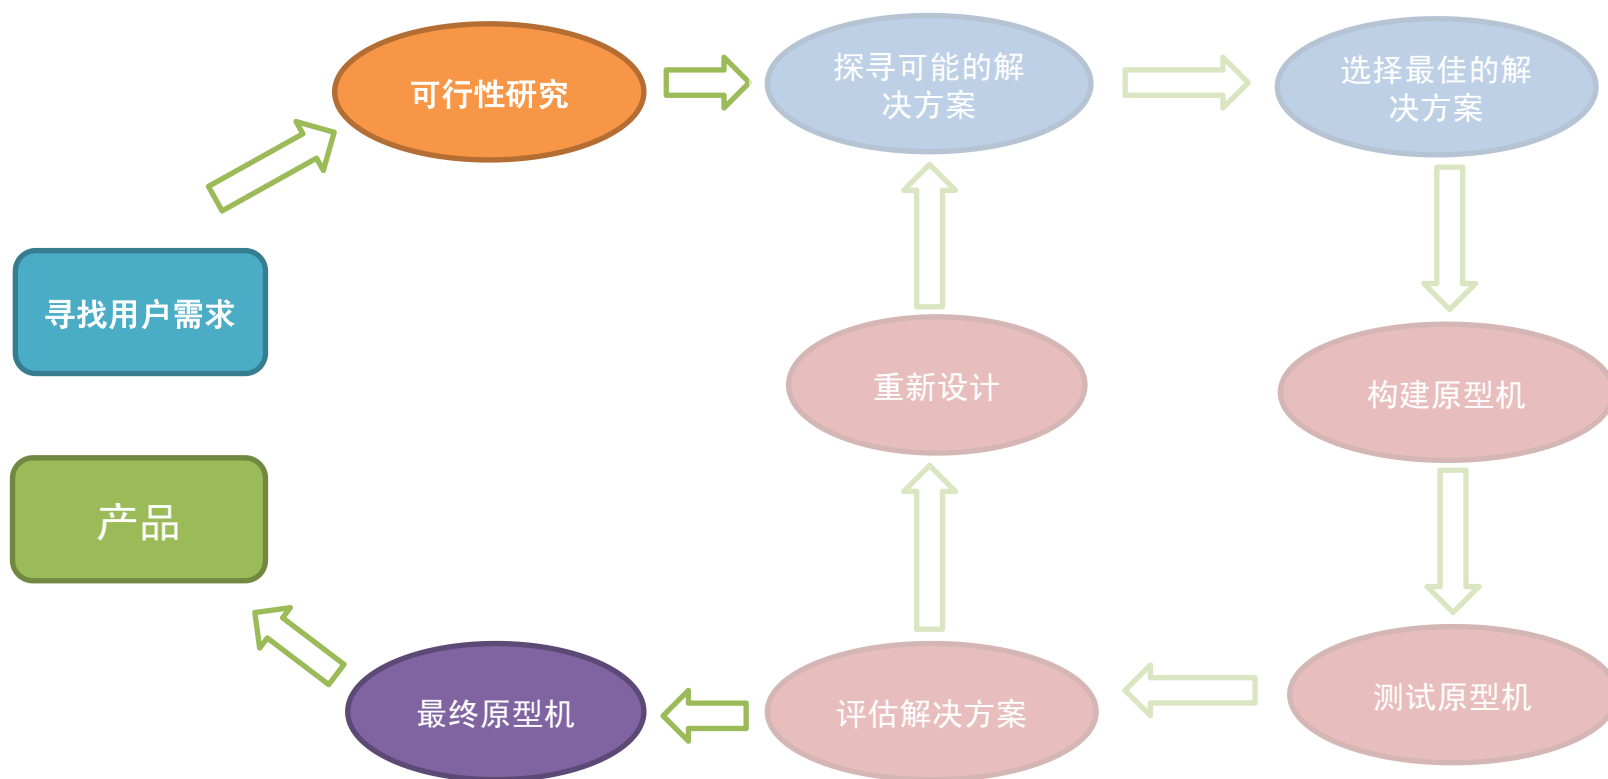 可行性研究
探寻可能的解
决方案
选择最佳的解
决方案
寻找用户需求
重新设计
构建原型机
产品
最终原型机
评估解决方案
测试原型机